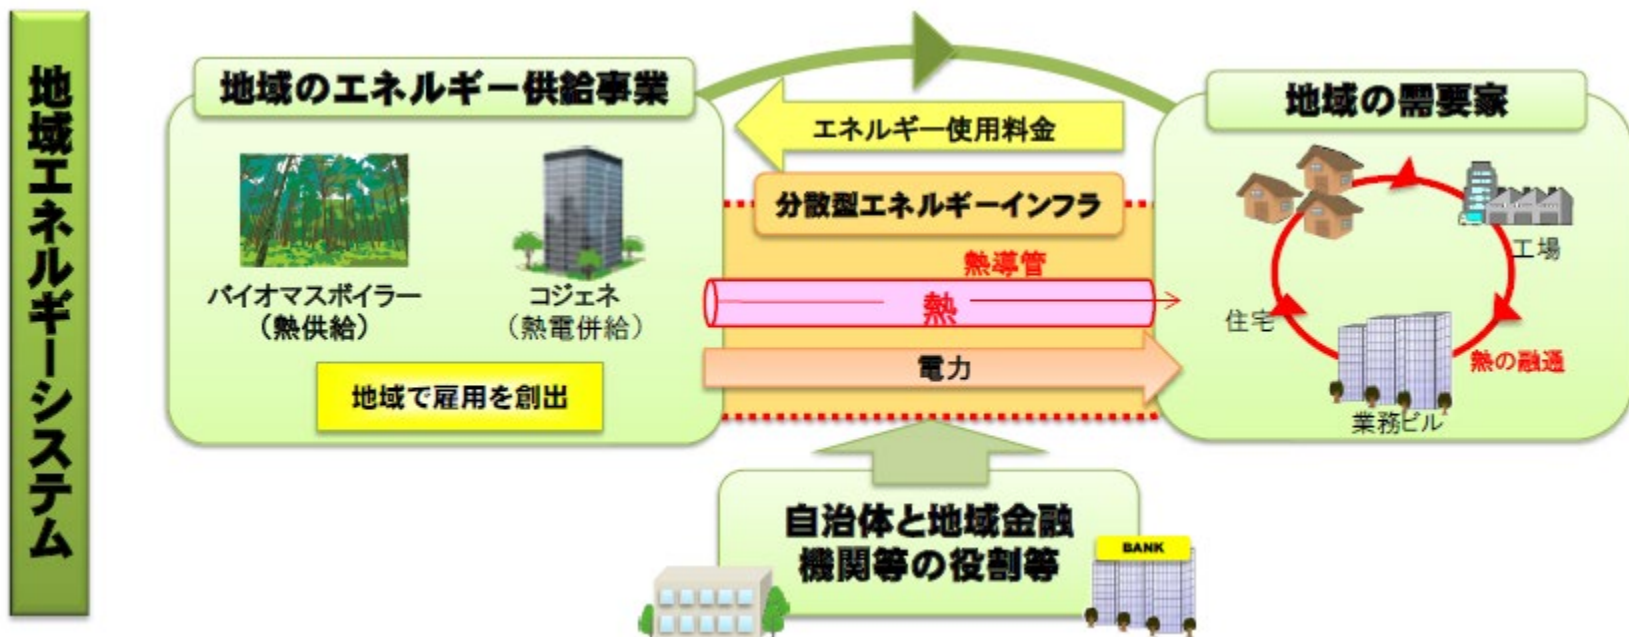 地域エネルギーシステム
地域のエネルギー供給事業
バイオマスボイラー
（熱供給）
コジェネ
（熱電併給）
地域で雇用を創出
エネルギー使用料金
分散型エネルギーインフラ
熱導管
熱
電力
地域の需要家
工場
住宅
熱の融通
業務ビル
自治体と地域金融
機関等の役割等
BANK